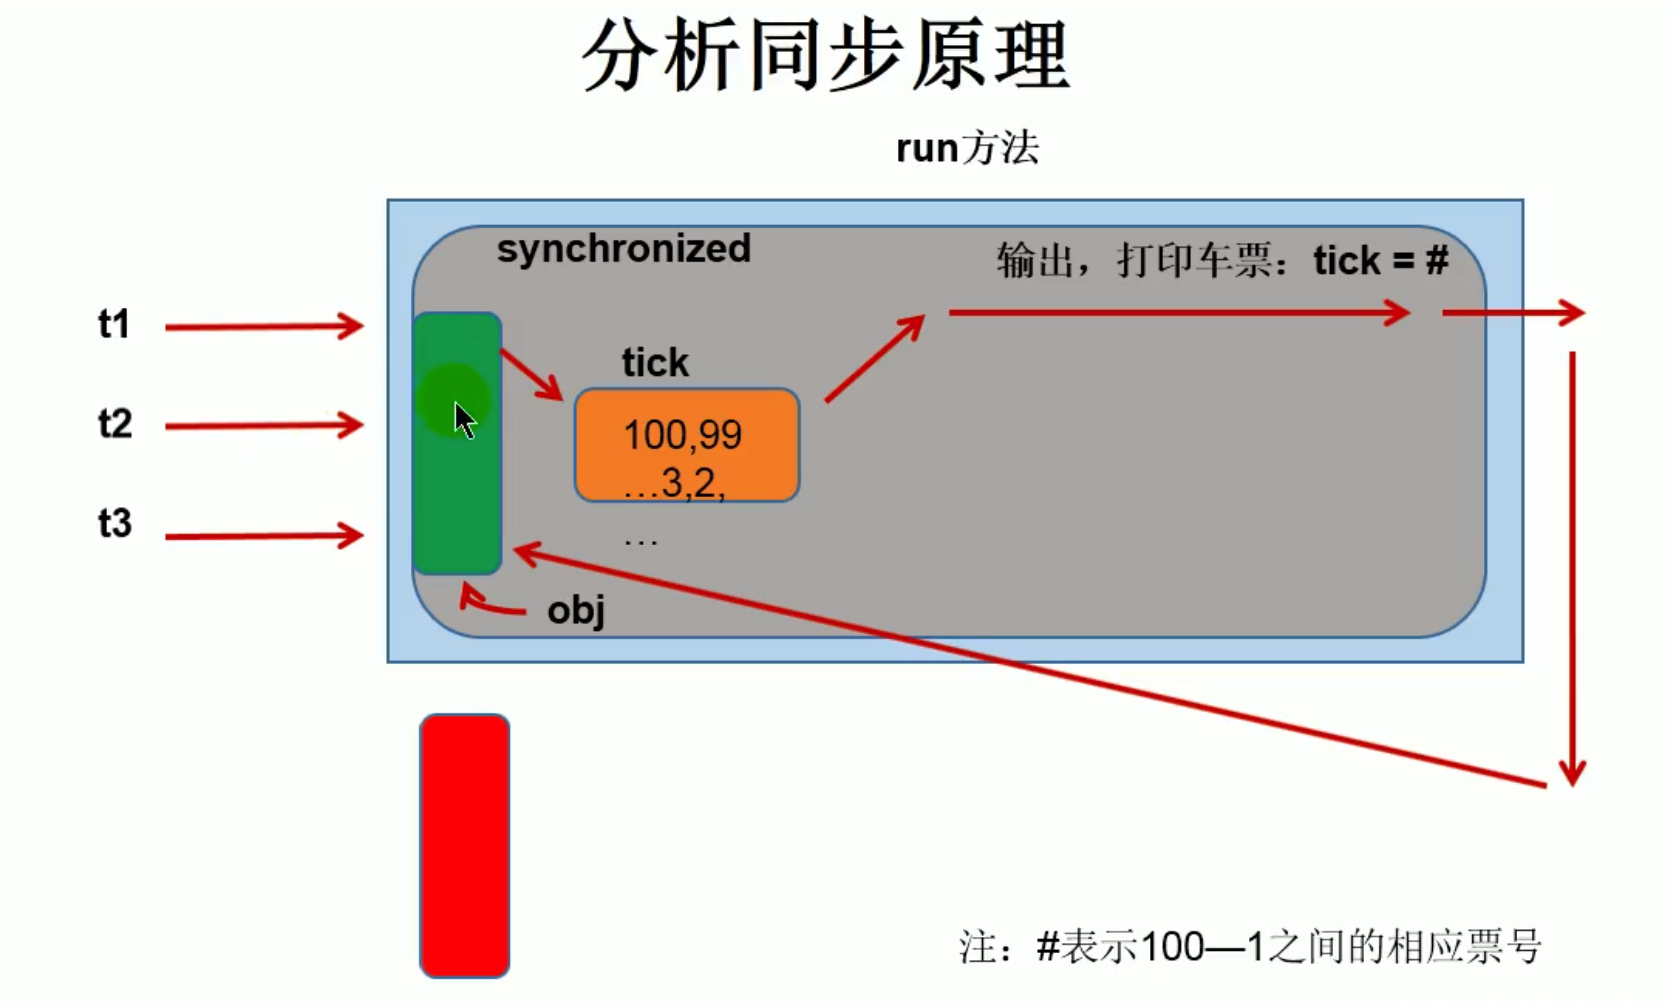 分析同步原理
run方法
synchronized
输出，打印车票：tick = #
t1
tick
t2
100,99
…3,2,
t3
…
obj
注：#表示100—1之间的相应票号